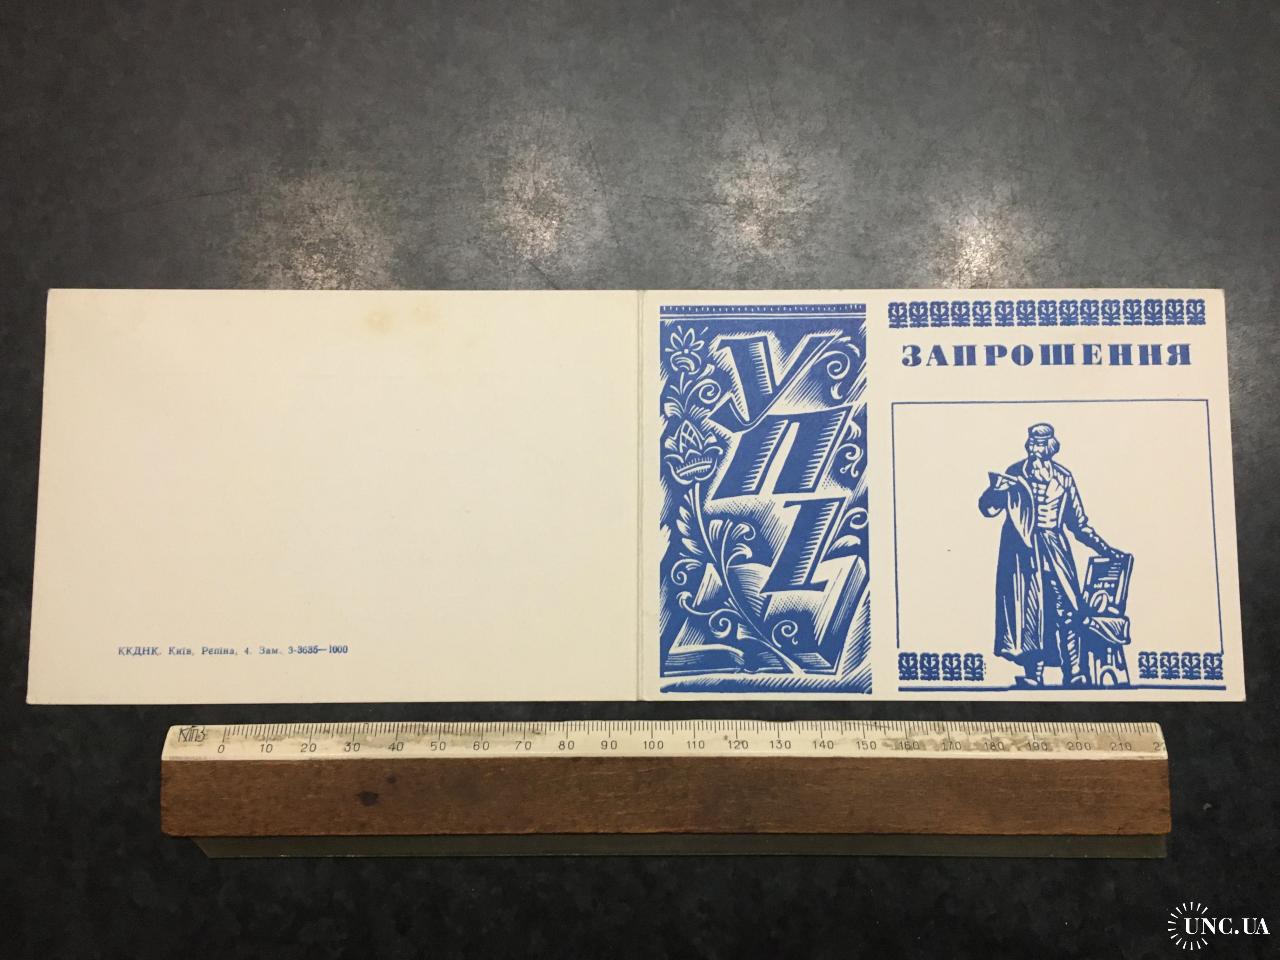 ККДНК. Київ, Репіна, 4. Зам. 3-3635—1000
УПІ
ЗАПРОШЕННЯ
0 10 20 30 40 50 60 70 80 90 100 110 120 130 140 150 160 170 180 190 200 210
UNC.UA